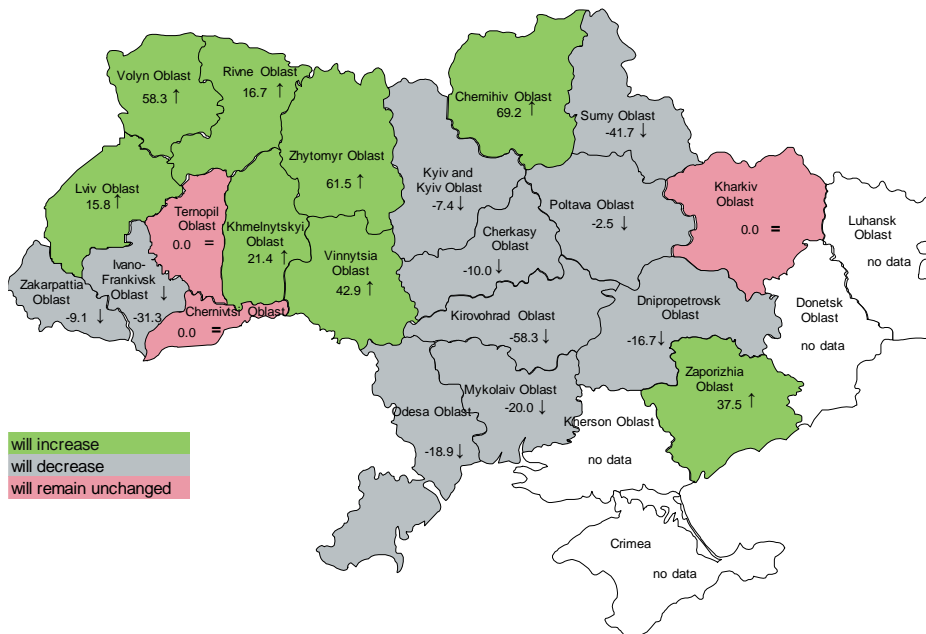 Volyn Oblast
58.3 ↑
Rivne Oblast
16.7 ↑
Chernihiv Oblast
69.2 ↑
Sumy Oblast
-41.7 ↓
Zhytomyr Oblast
61.5 ↑
Kyiv and
Kyiv Oblast
-7.4 ↓
Lviv Oblast
15.8 ↑
Ternopil
Oblast
0.0 =
Khmelnytskyi
Oblast
21.4 ↑
Poltava Oblast
-2.5 ↓
Kharkiv
Oblast
0.0 =
Luhansk
Oblast
no data
Cherkasy
Oblast
-10.0 ↓
Vinnytsia
Oblast
42.9 ↑
Ivano-
Frankivsk
Oblast ↓
-31.3
Zakarpattia
Oblast
-9.1 ↓
Chernivtsi Oblast
0.0 =
Kirovohrad Oblast
-58.3 ↓
Dnipropetrovsk
Oblast
-16.7 ↓
Donetsk
Oblast
no data
Zaporizhia
Oblast
37.5 ↑
Mykolaiv Oblast
-20.0 ↓
Odesa Oblast
-18.9 ↓
Kherson Oblast
no data
Crimea
no data
will increase
will decrease
will remain unchanged